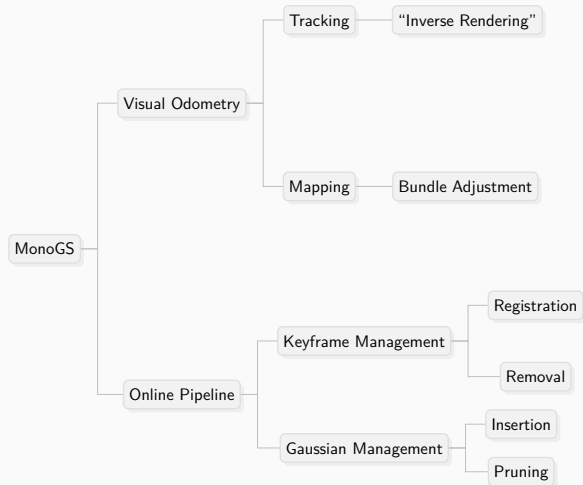 Tracking
“Inverse Rendering”
Visual Odometry
Mapping
Bundle Adjustment
MonoGS
Registration
Keyframe Management
Removal
Online Pipeline
Insertion
Gaussian Management
Pruning